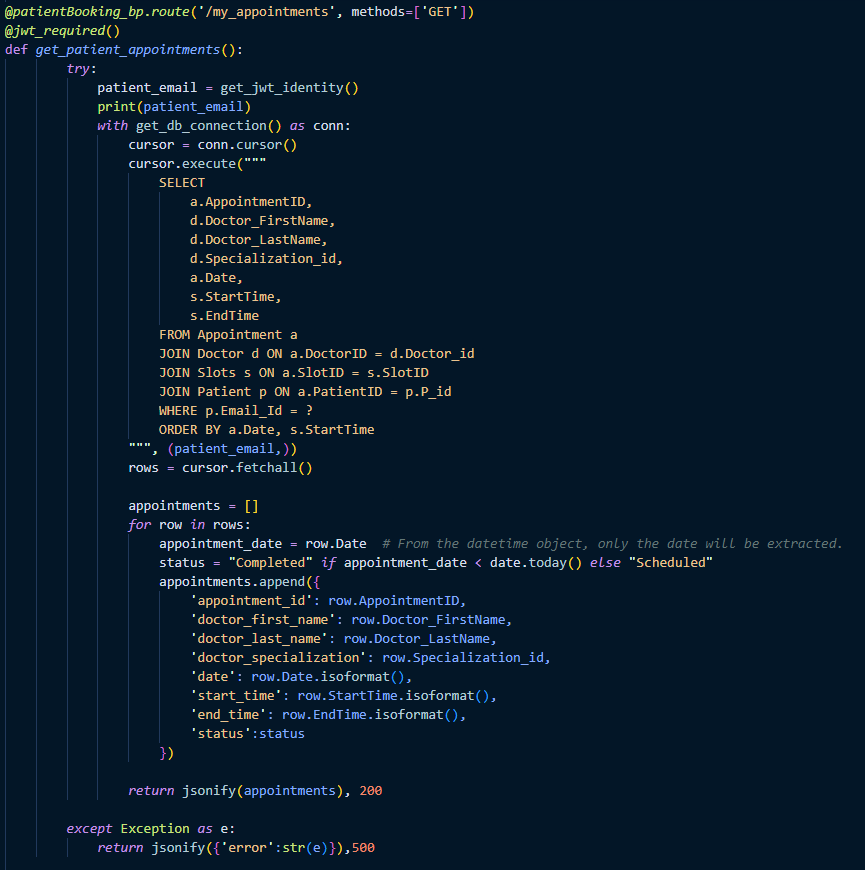 @patientBooking_bp.route('/my_appointments', methods=['GET'])
@jwt_required()
def get_patient_appointments():
        try:
            patient_email = get_jwt_identity()
            print(patient_email)
            with get_db_connection() as conn:
                cursor = conn.cursor()
                cursor.execute("""
                    SELECT
                        a.AppointmentID,
                        d.Doctor_FirstName,
                        d.Doctor_LastName,
                        d.Specialization_id,
                        a.Date,
                        s.StartTime,
                        s.EndTime
                    FROM Appointment a
                    JOIN Doctor d ON a.DoctorID = d.Doctor_id
                    JOIN Slots s ON a.SlotID = s.SlotID
                    JOIN Patient p ON a.PatientID = p.P_id
                    WHERE p.Email_Id = ?
                    ORDER BY a.Date, s.StartTime
                """, (patient_email,))
                rows = cursor.fetchall()

                appointments = []
                for row in rows:
                    appointment_date = row.Date  # From the datetime object, only the date will be extracted.
                    status = "Completed" if appointment_date < date.today() else "Scheduled"
                    appointments.append({
                        'appointment_id': row.AppointmentID,
                        'doctor_first_name': row.Doctor_FirstName,
                        'doctor_last_name': row.Doctor_LastName,
                        'doctor_specialization': row.Specialization_id,
                        'date': row.Date.isoformat(),
                        'start_time': row.StartTime.isoformat(),
                        'end_time': row.EndTime.isoformat(),
                        'status':status
                    })

                return jsonify(appointments), 200

        except Exception as e:
            return jsonify({'error':str(e)}),500